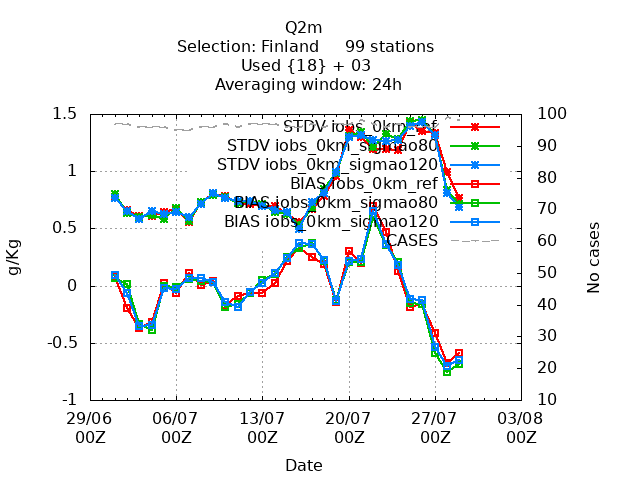 Q2m
Selection: Finland 99 stations
Used {18} + 03
Averaging window: 24h
1.5
1
0.5
0
-0.5
-1
100
90
80
70
60
50
40
30
20
10
STDV iobs_0km_ref
STDV iobs_0km_sigmao80
STDV iobs_0km_sigmao120
BIAS iobs_0km_ref
BIAS iobs_0km_sigmao80
BIAS iobs_0km_sigmao120
CASES
g/Kg
No cases
29/06 06/07 13/07 20/07 27/07 03/08
00Z 00Z 00Z 00Z 00Z 00Z
Date